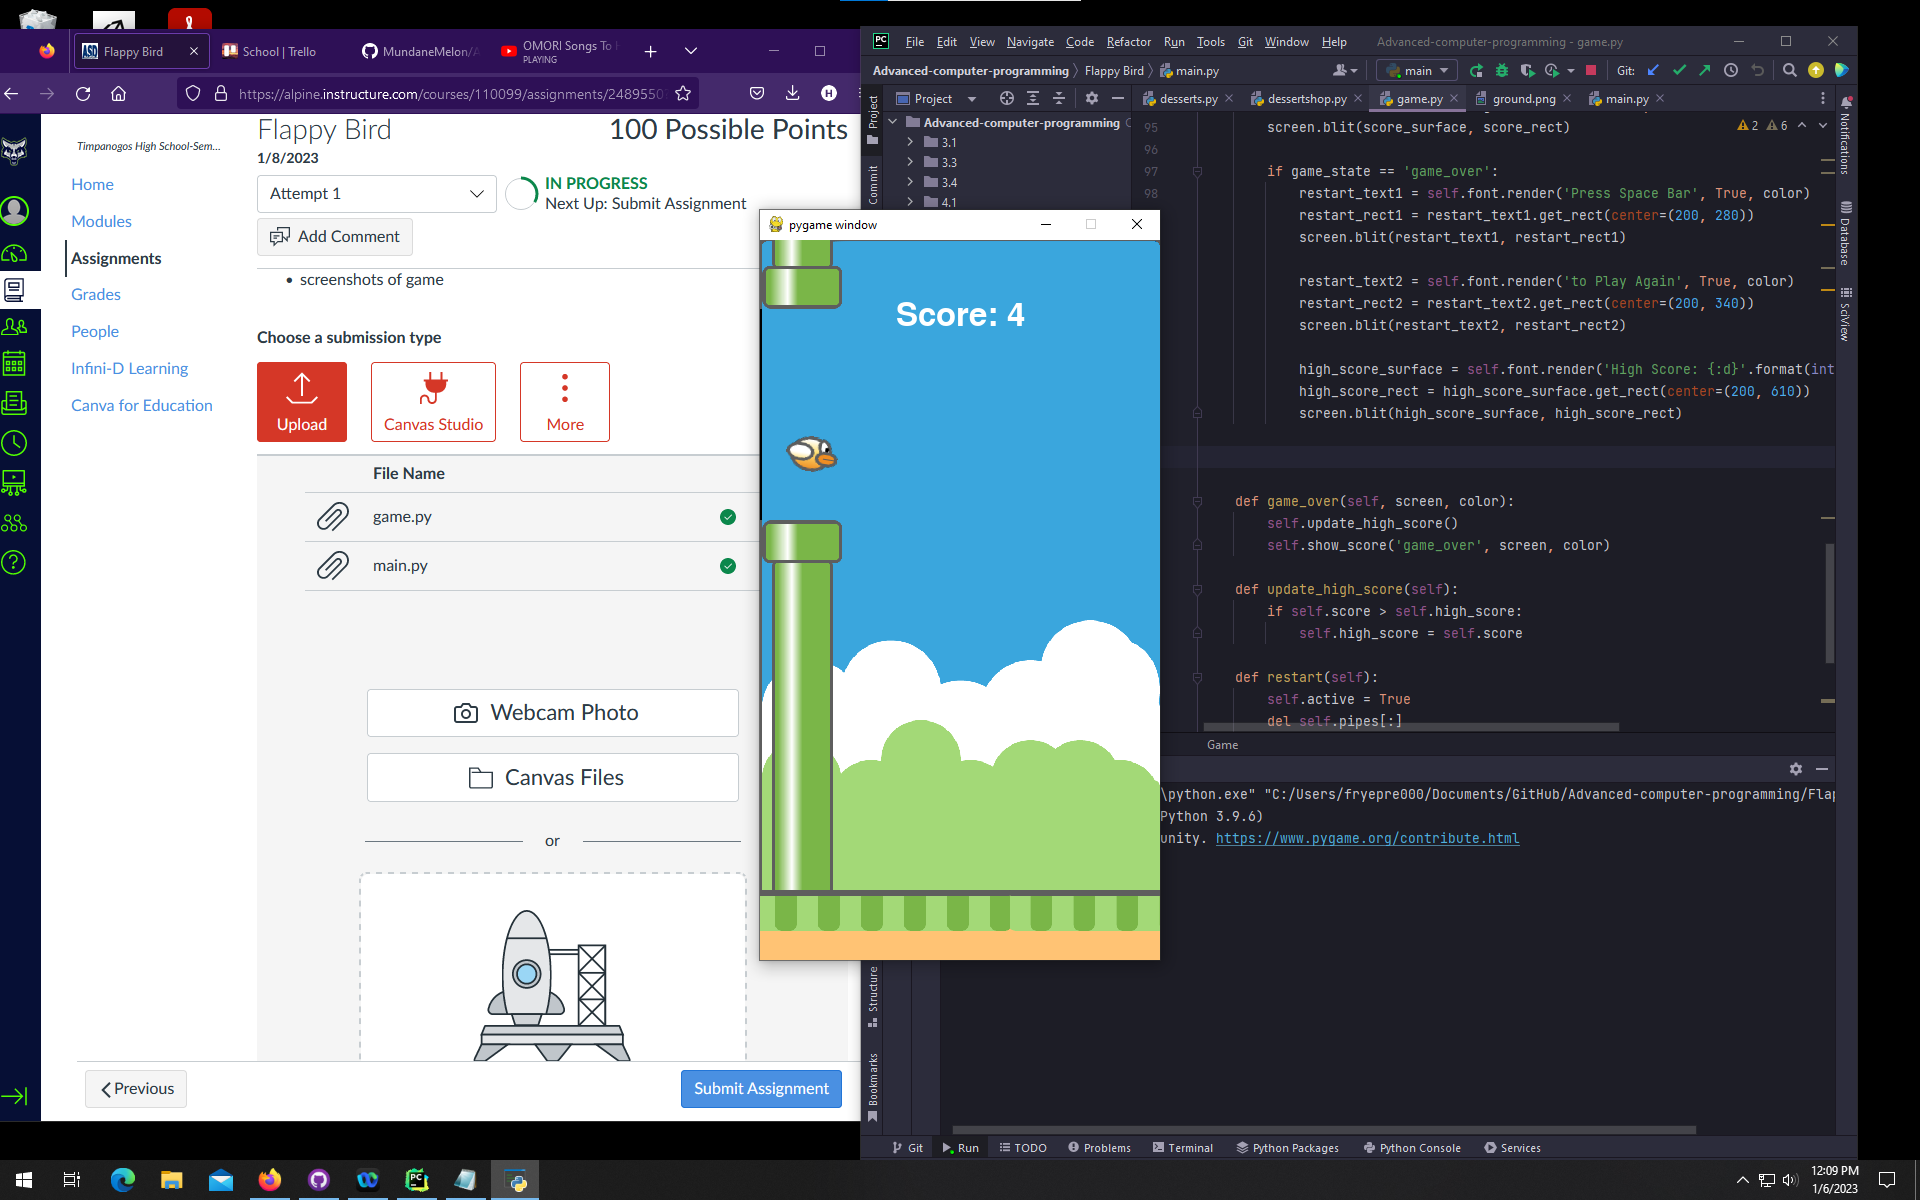 Flappy Bird
School | Trello
MundaneMelon/A
OMORI Songs To
PLAYING
https://alpine.instructure.com/courses/110099/assignments/2489550
H
Timpanogos High School-Sem...
Home
Modules
Assignments
Grades
People
Infini-D Learning
Canva for Education
Flappy Bird
100 Possible Points
1/8/2023
Attempt 1
IN PROGRESS
Next Up: Submit Assignment
Add Comment
screenshots of game
Choose a submission type
Upload
Canvas Studio
More
File Name
game.py
main.py
Webcam Photo
Canvas Files
or
Previous
Submit Assignment
pygame window
Score: 4
PC
File Edit View Navigate Code Refactor Run Tools Git Window Help
Advanced-computer-programming - game.py
Advanced-computer-programming Flappy Bird main.py
main
Git:
Project
desserts.py
dessertshop.py
game.py
ground.png
main.py
Project
Commit
Advanced-computer-programming
3.1
3.3
3.4
4.1
2 6
Notifications
Database
SciView
95
96
97
98
screen.blit(score_surface, score_rect)
if game_state == 'game_over':
restart_text1 = self.font.render('Press Space Bar', True, color)
restart_rect1 = restart_text1.get_rect(center=(200, 280))
screen.blit(restart_text1, restart_rect1)
restart_text2 = self.font.render('to Play Again', True, color)
restart_rect2 = restart_text2.get_rect(center=(200, 340))
screen.blit(restart_text2, restart_rect2)
high_score_surface = self.font.render('High Score: {:d}'.format(int
high_score_rect = high_score_surface.get_rect(center=(200, 610))
screen.blit(high_score_surface, high_score_rect)
def game_over(self, screen, color):
self.update_high_score()
self.show_score('game_over', screen, color)
def update_high_score(self):
if self.score > self.high_score:
self.high_score = self.score
def restart(self):
self.active = True
del self.pipes[:]
Game
\python.exe" "C:/Users/fryepre000/Documents/GitHub/Advanced-computer-programming/Flap
Python 3.9.6)
unity. https://www.pygame.org/contribute.html
Structure
Bookmarks
Git Run TODO Problems Terminal Python Packages Python Console Services
12:09 PM
1/6/2023